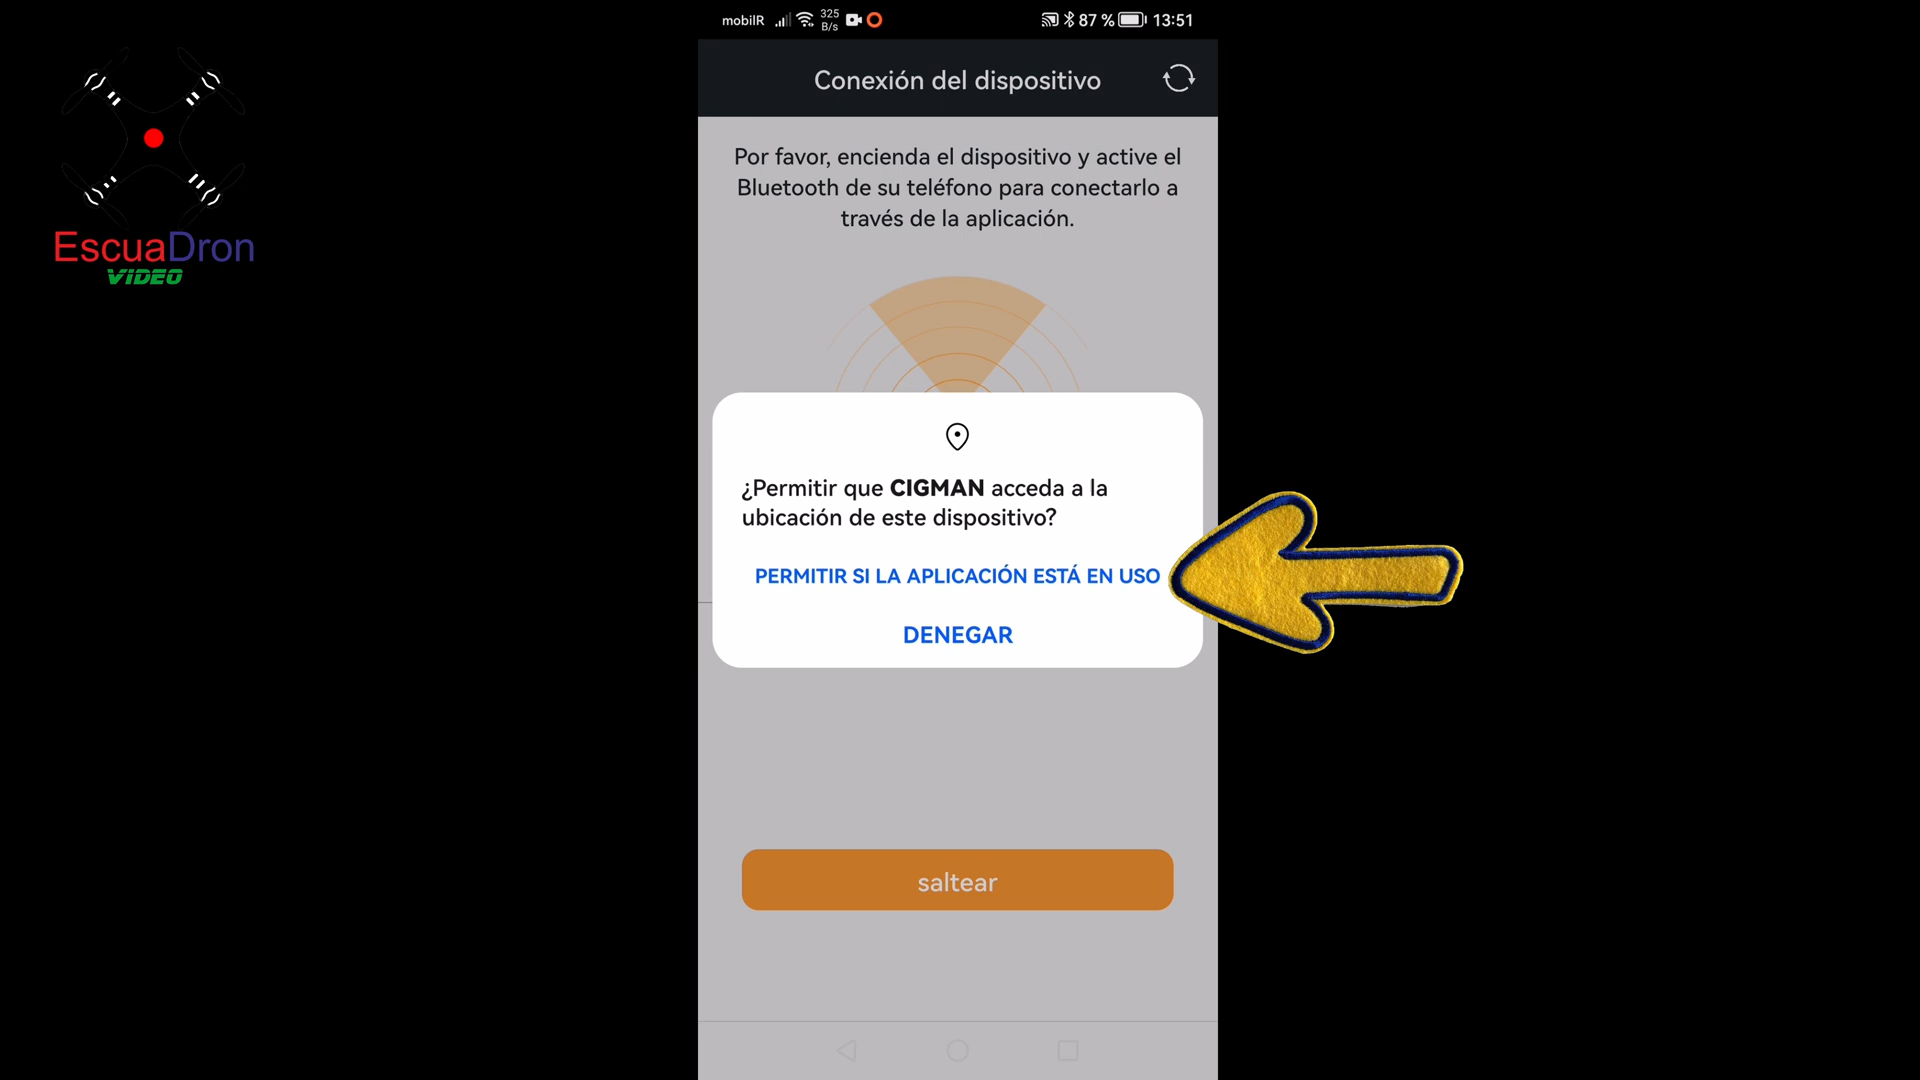 mobilR 325 B/s 87 % 13:51
Conexión del dispositivo
Por favor, encienda el dispositivo y active el
Bluetooth de su teléfono para conectarlo a
través de la aplicación.
EscuaDron
VIDEO
¿Permitir que CIGMAN acceda a la
ubicación de este dispositivo?
PERMITIR SI LA APLICACIÓN ESTÁ EN USO
DENEGAR
saltear